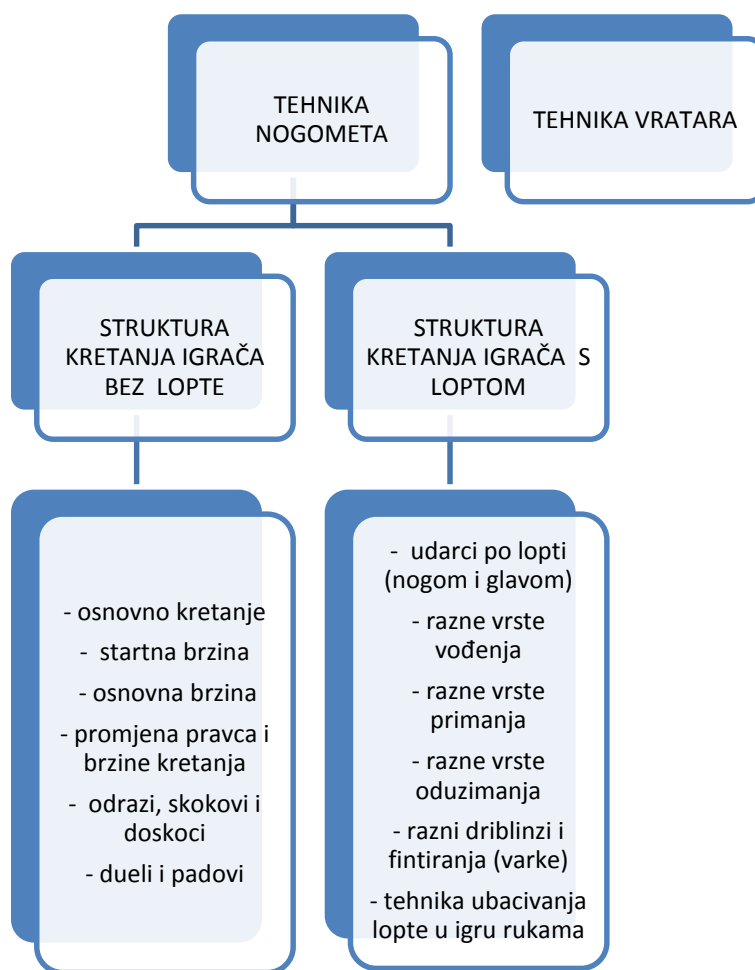 TEHNIKA
NOGOMETA
TEHNIKA VRATARA
STRUKTURA
KRETANJA IGRAČA
BEZ LOPTE
STRUKTURA
KRETANJA IGRAČA S
LOPTOM
- osnovno kretanje
- startna brzina
- osnovna brzina
- promjena pravca i
brzine kretanja
- odrazi, skokovi i
doskoci
- dueli i padovi
- udarci po lopti
(nogom i glavom)
- razne vrste
vođenja
- razne vrste
primanja
- razne vrste
oduzimanja
- razni driblinzi i
fintiranja (varke)
- tehnika ubacivanja
lopte u igru rukama